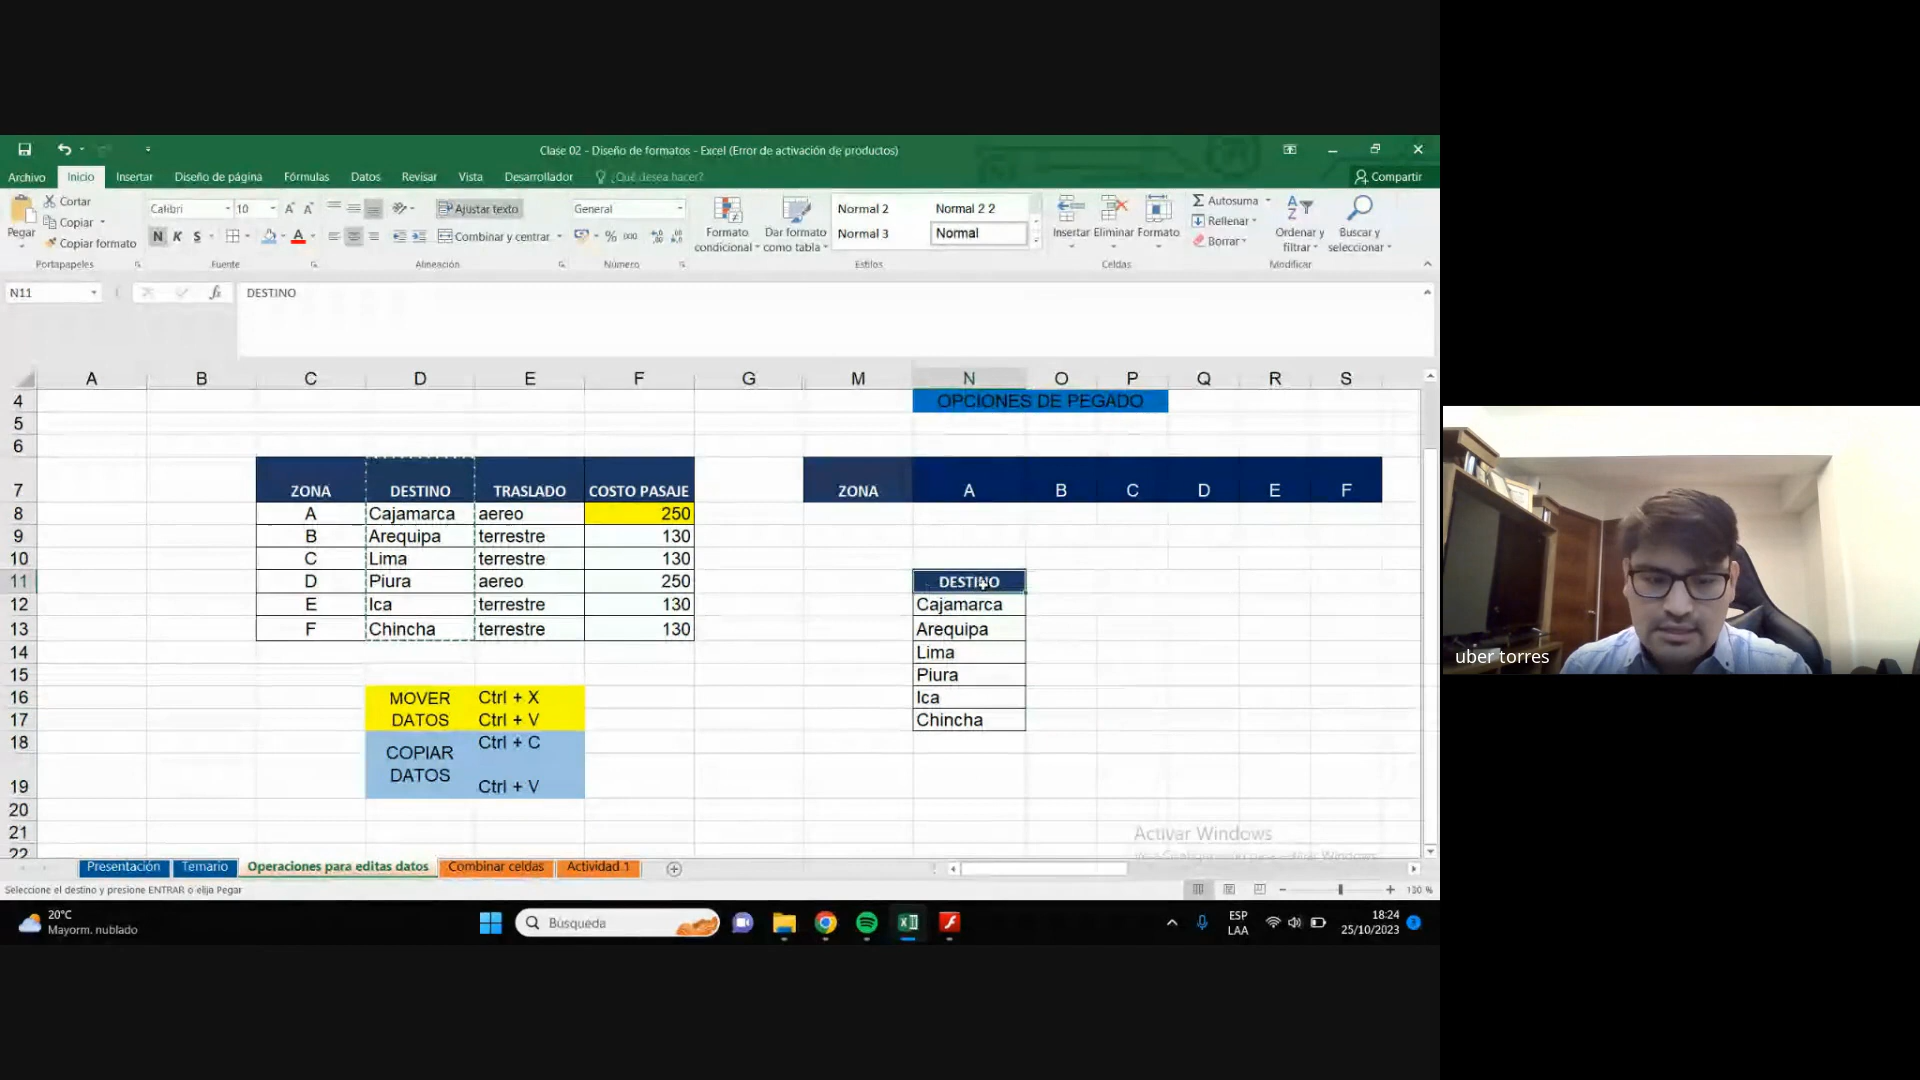 Clase 02 - Diseño de formatos - Excel (Error de activación de productos)
Archivo Inicio Insertar Diseño de página Fórmulas Datos Revisar Vista Desarrollador ¿Qué desea hacer? Compartir
Pegar Cortar Copiar Copiar formato
Calibri 10 N K S
Ajustar texto
Combinar y centrar
General
% 000
Formato condicional
Dar formato como tabla
Normal 2 Normal 2 2
Normal 3 Normal
Insertar Eliminar Formato
Autosuma
Rellenar
Borrar
Ordenar y filtrar
Buscar y seleccionar
Portapapeles Fuente Alineación Número Estilos Celdas Modificar
N11 fx DESTINO
A B C D E F G M N O P Q R S
4 OPCIONES DE PEGADO
5
6
7 ZONA DESTINO TRASLADO COSTO PASAJE ZONA A B C D E F
8 A Cajamarca aereo 250
9 B Arequipa terrestre 130
10 C Lima terrestre 130
11 D Piura aereo 250 DESTINO
12 E Ica terrestre 130 Cajamarca
13 F Chincha terrestre 130 Arequipa
14 Lima
15 Piura
16 MOVER Ctrl + X Ica
17 DATOS Ctrl + V Chincha
18 COPIAR Ctrl + C
DATOS
19 Ctrl + V
20
21
22
Activar Windows
Presentación Temario Operaciones para editas datos Combinar celdas Actividad 1
Seleccione el destino y presione ENTRAR o elija Pegar
20°C
Mayorm. nublado
Búsqueda
ESP
LAA
18:24
25/10/2023
uber torres